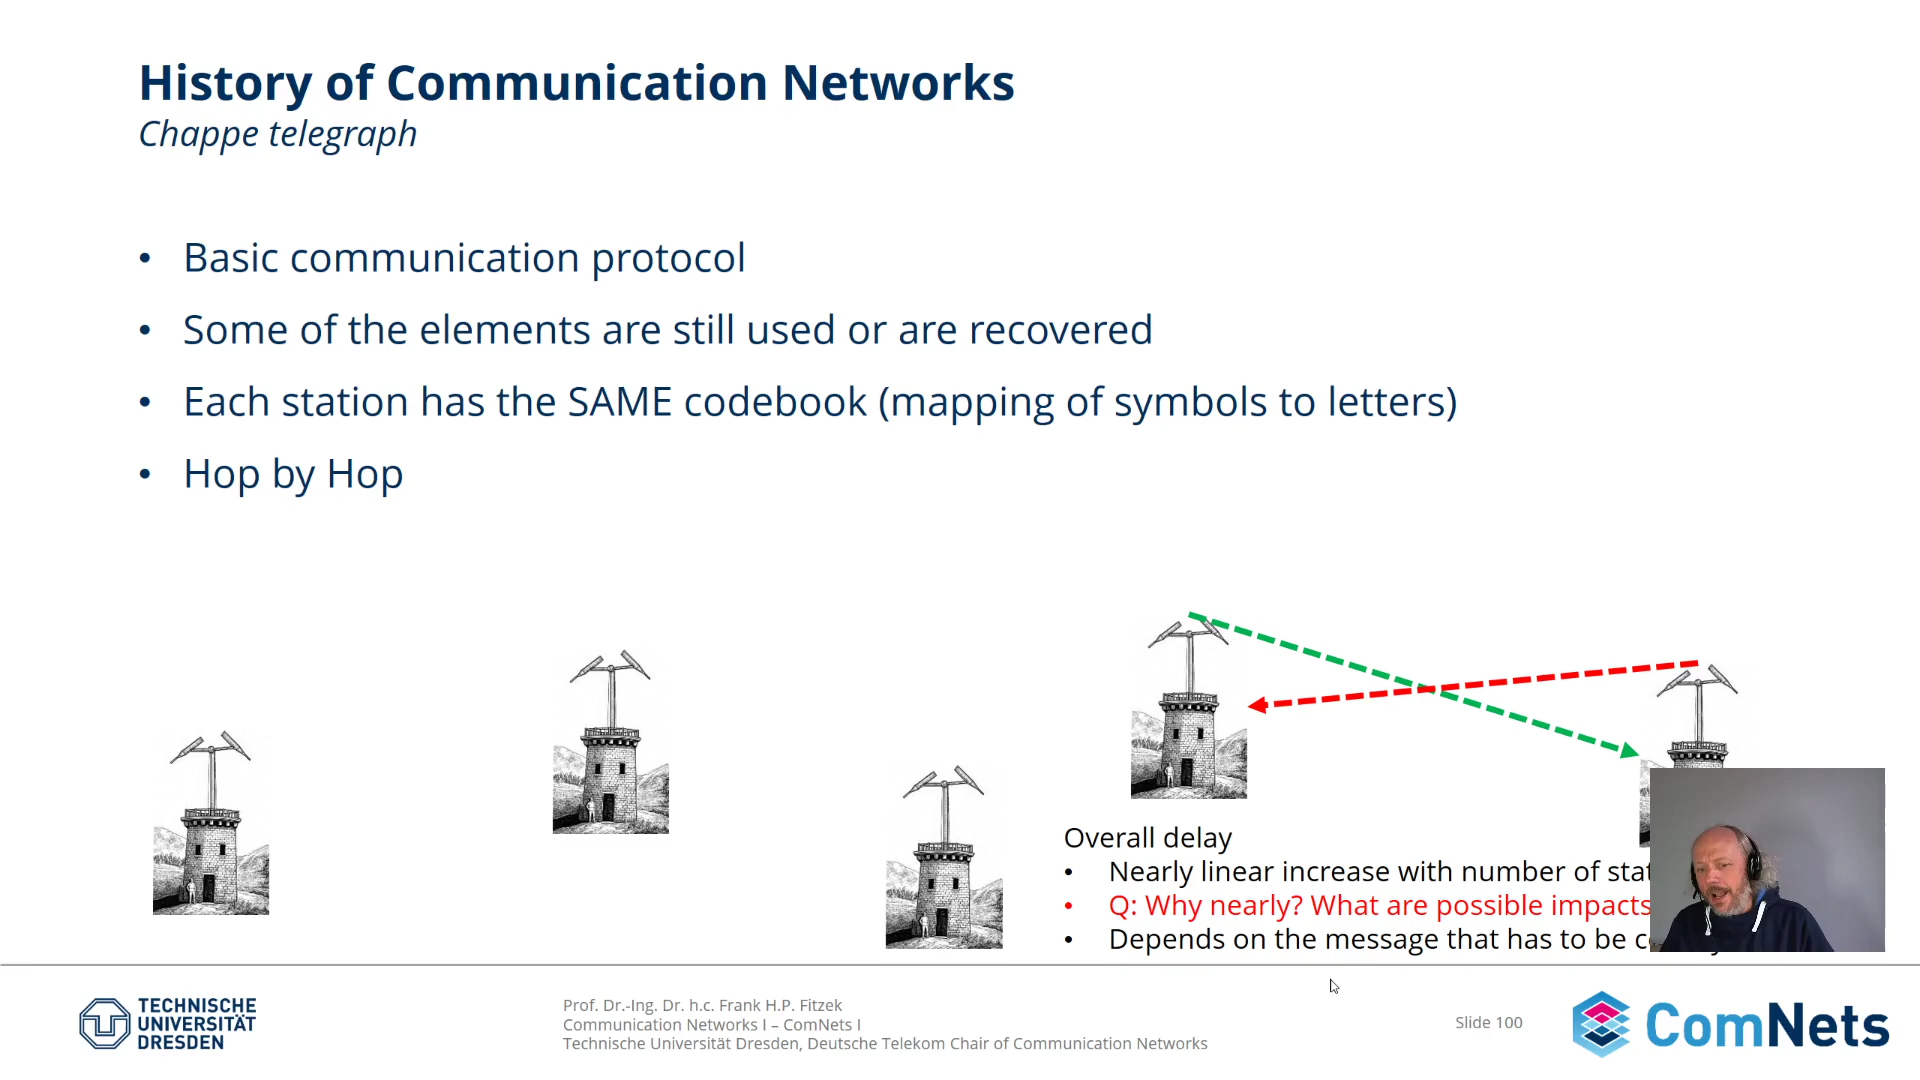 History of Communication Networks
Chappe telegraph
• Basic communication protocol
• Some of the elements are still used or are recovered
• Each station has the SAME codebook (mapping of symbols to letters)
• Hop by Hop
Overall delay
• Nearly linear increase with number of
• Q: Why nearly? What are possible impacts
• Depends on the message that has to be
TECHNISCHE
UNIVERSITÄT
DRESDEN
Prof. Dr.-Ing. Dr. h.c. Frank H.P. Fitzek
Communication Networks I – ComNets I
Technische Universität Dresden, Deutsche Telekom Chair of Communication Networks
Slide 100
ComNets